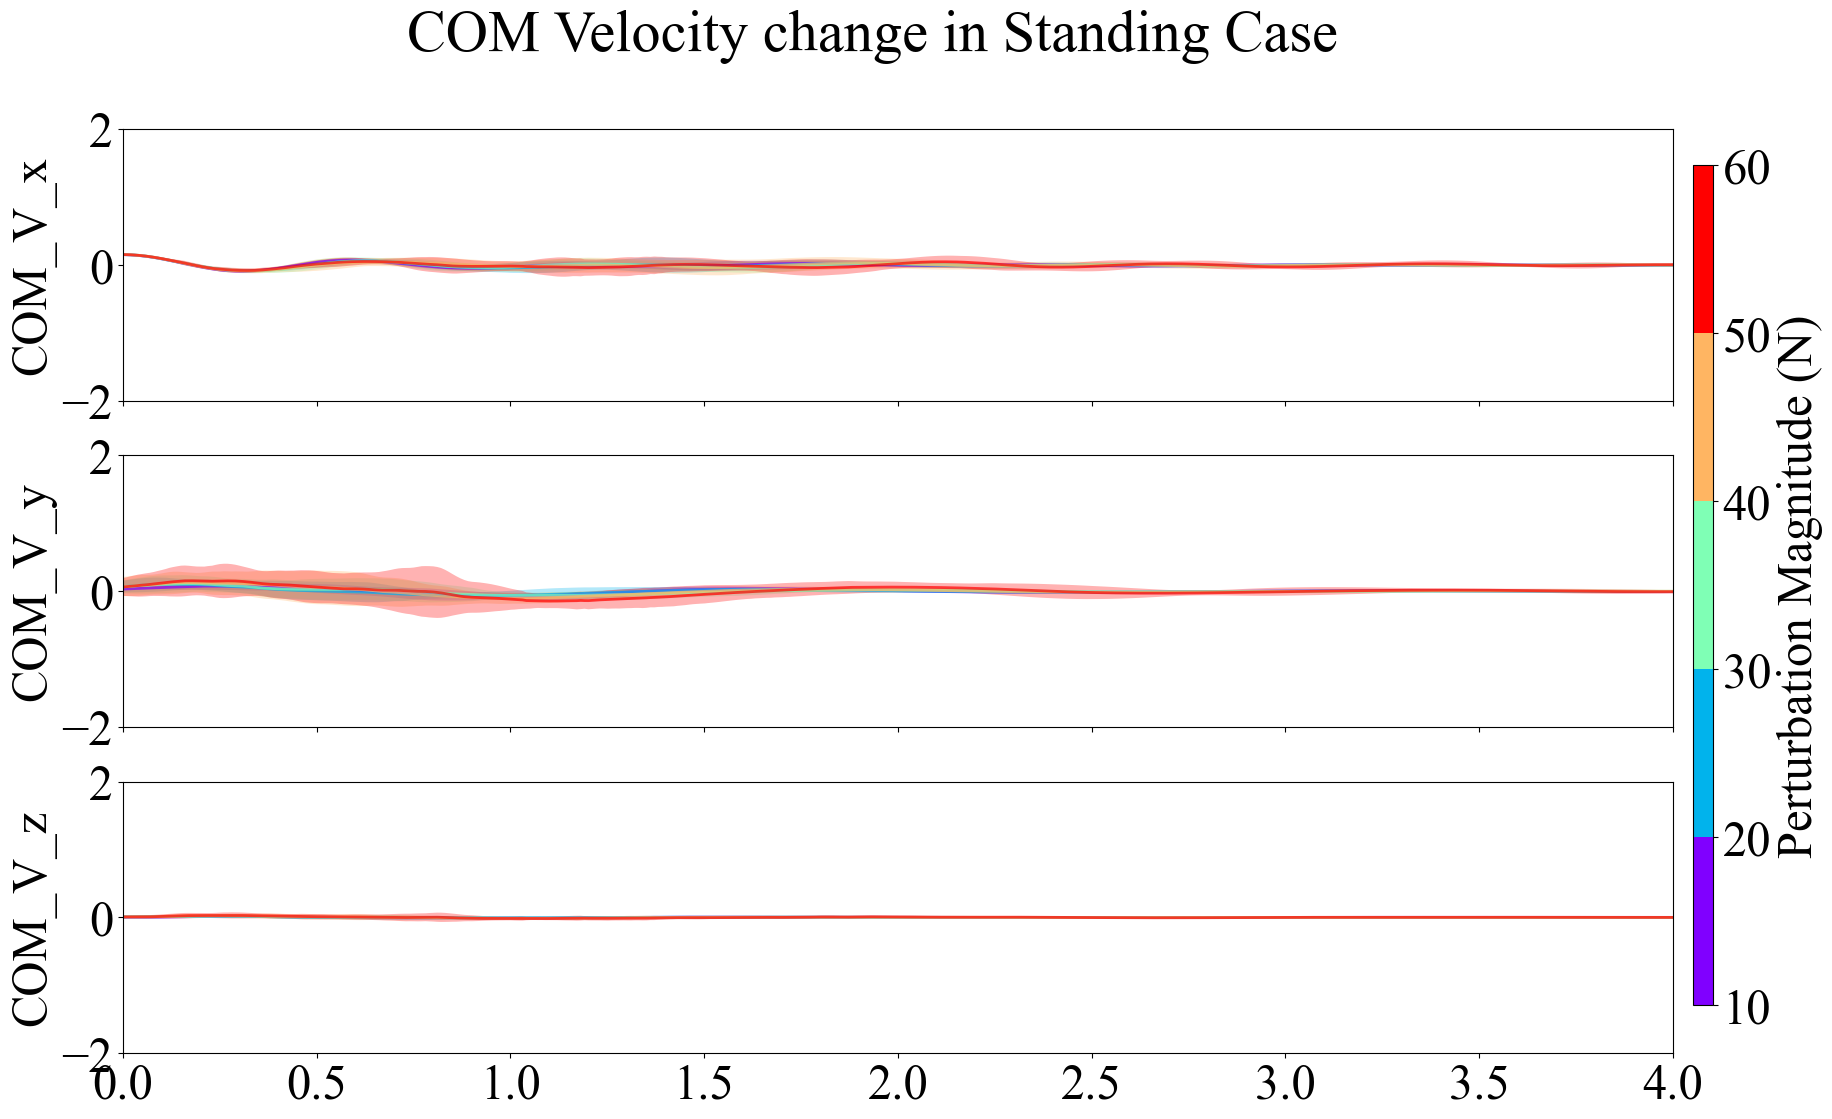 COM Velocity change in Standing Case
COM_V_x
2
0
−2
COM_V_y
2
0
−2
COM_V_z
2
0
−2
0.0 0.5 1.0 1.5 2.0 2.5 3.0 3.5 4.0
60
50
40
30
20
10
Perturbation Magnitude (N)